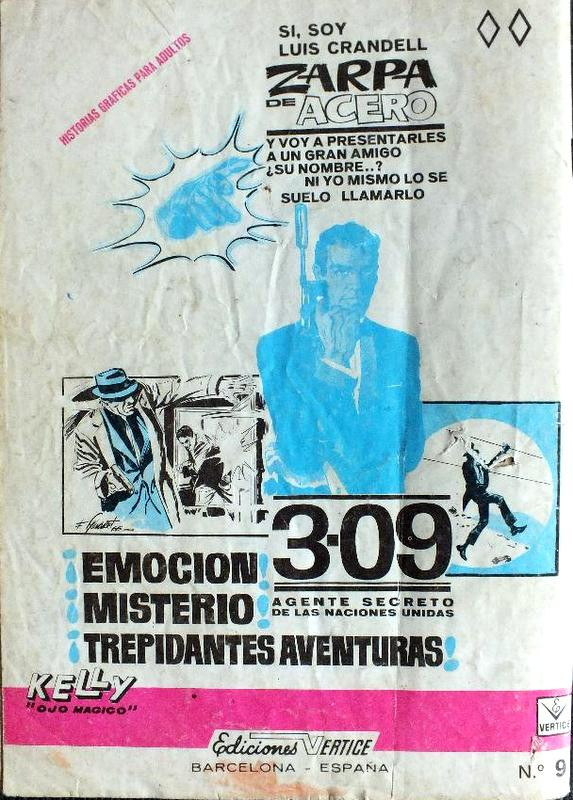 HISTORIAS GRAFICAS PARA ADULTOS
SI, SOY
LUIS CRANDELL
ZARPA
DE ACERO
Y VOY A PRESENTARLES
A UN GRAN AMIGO
¿SU NOMBRE..?
NI YO MISMO LO SE
SUELO LLAMARLO
3-09
AGENTE SECRETO
DE LAS NACIONES UNIDAS
¡EMOCION!
¡MISTERIO!
¡TREPIDANTES AVENTURAS!
KELLY
"OJO MAGICO"
Ediciones VERTICE
BARCELONA - ESPAÑA
VERTICE
N.º 9